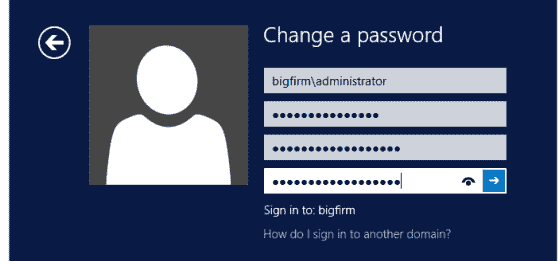 Change a password
bigfirm\administrator
•••••••••••••••
••••••••••••••••••
••••••••••••••••••
Sign in to: bigfirm
How do I sign in to another domain?